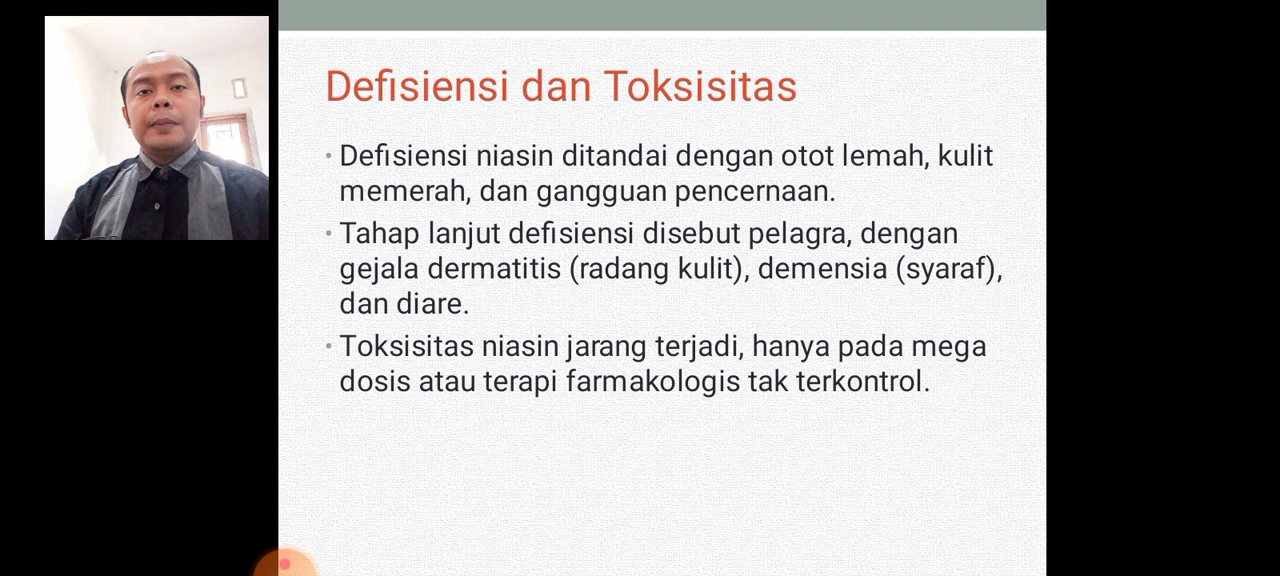 Defisiensi dan Toksisitas
• Defisiensi niasin ditandai dengan otot lemah, kulit
memerah, dan gangguan pencernaan.
• Tahap lanjut defisiensi disebut pelagra, dengan
gejala dermatitis (radang kulit), demensia (syaraf),
dan diare.
• Toksisitas niasin jarang terjadi, hanya pada mega
dosis atau terapi farmakologis tak terkontrol.